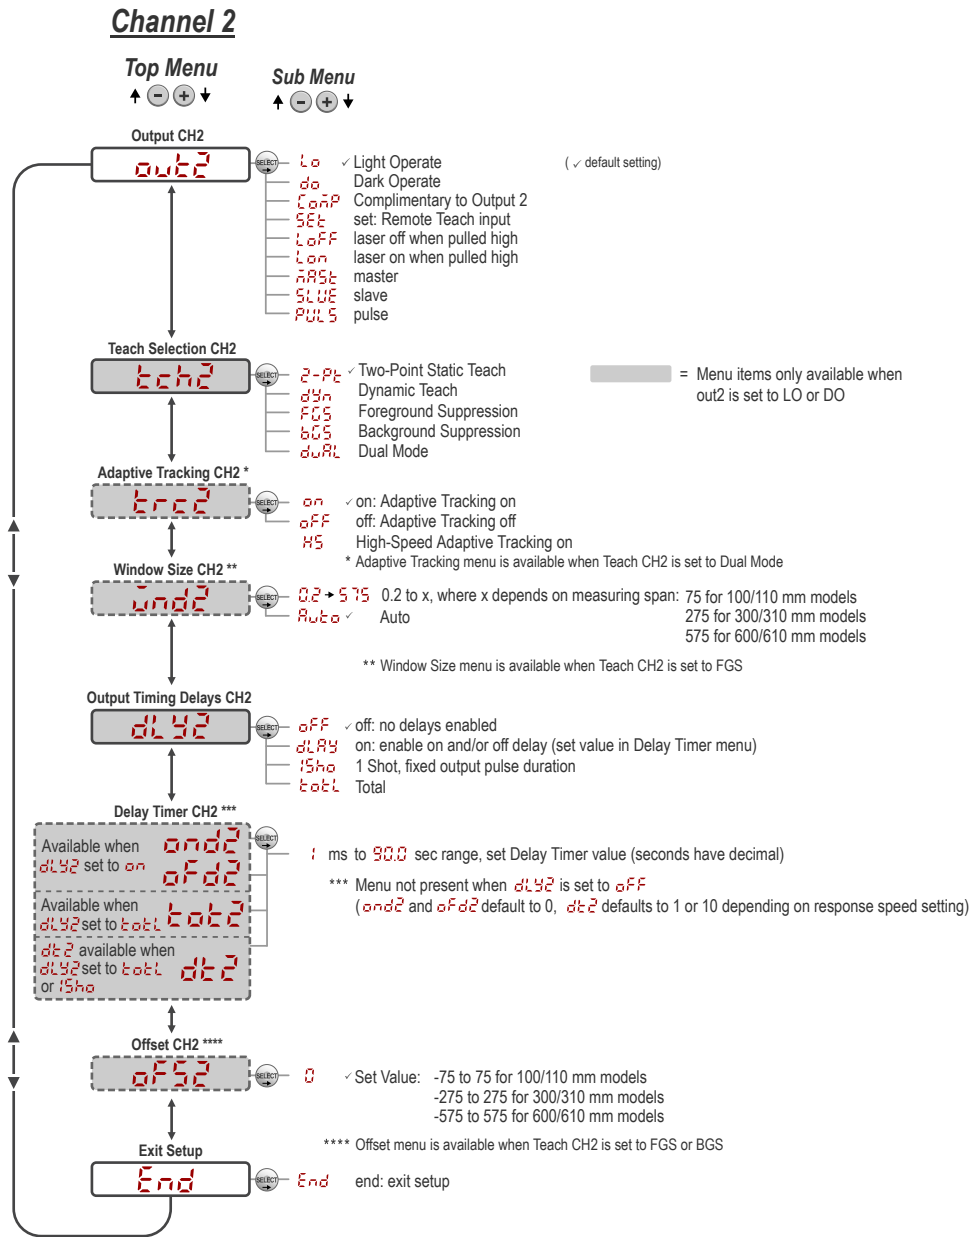 Channel 2
Top Menu
Sub Menu
- +
- +
Output CH2
out2
SELECT
Lo ✓ Light Operate
( ✓ default setting)
do Dark Operate
ComP Complimentary to Output 2
SEt set: Remote Teach input
LoFF laser off when pulled high
Lon laser on when pulled high
mASt master
SLVE slave
PULS pulse
Teach Selection CH2
tch2
SELECT
2-Pt ✓ Two-Point Static Teach
dYn Dynamic Teach
FGS Foreground Suppression
bGS Background Suppression
duAL Dual Mode
= Menu items only available when
out2 is set to LO or DO
Adaptive Tracking CH2 *
trc2
SELECT
on ✓ on: Adaptive Tracking on
oFF off: Adaptive Tracking off
HS High-Speed Adaptive Tracking on
* Adaptive Tracking menu is available when Teach CH2 is set to Dual Mode
Window Size CH2 **
wnd2
SELECT
0.2 → 575 0.2 to x, where x depends on measuring span: 75 for 100/110 mm models
Auto ✓ Auto
275 for 300/310 mm models
575 for 600/610 mm models
** Window Size menu is available when Teach CH2 is set to FGS
Output Timing Delays CH2
dLY2
SELECT
oFF ✓ off: no delays enabled
dLAY on: enable on and/or off delay (set value in Delay Timer menu)
1Sho 1 Shot, fixed output pulse duration
totL Total
Delay Timer CH2 ***
Available when
dLY2 set to on
ond2
oFd2
SELECT
1 ms to 90.0 sec range, set Delay Timer value (seconds have decimal)
*** Menu not present when dLY2 is set to oFF
( ond2 and oFd2 default to 0, dt2 defaults to 1 or 10 depending on response speed setting)
Available when
dLY2 set to totL
tot2
dt2 available when
dLY2 set to totL
or 1Sho
dt2
Offset CH2 ****
oFS2
SELECT
0 ✓ Set Value: -75 to 75 for 100/110 mm models
-275 to 275 for 300/310 mm models
-575 to 575 for 600/610 mm models
**** Offset menu is available when Teach CH2 is set to FGS or BGS
Exit Setup
End
SELECT
End end: exit setup